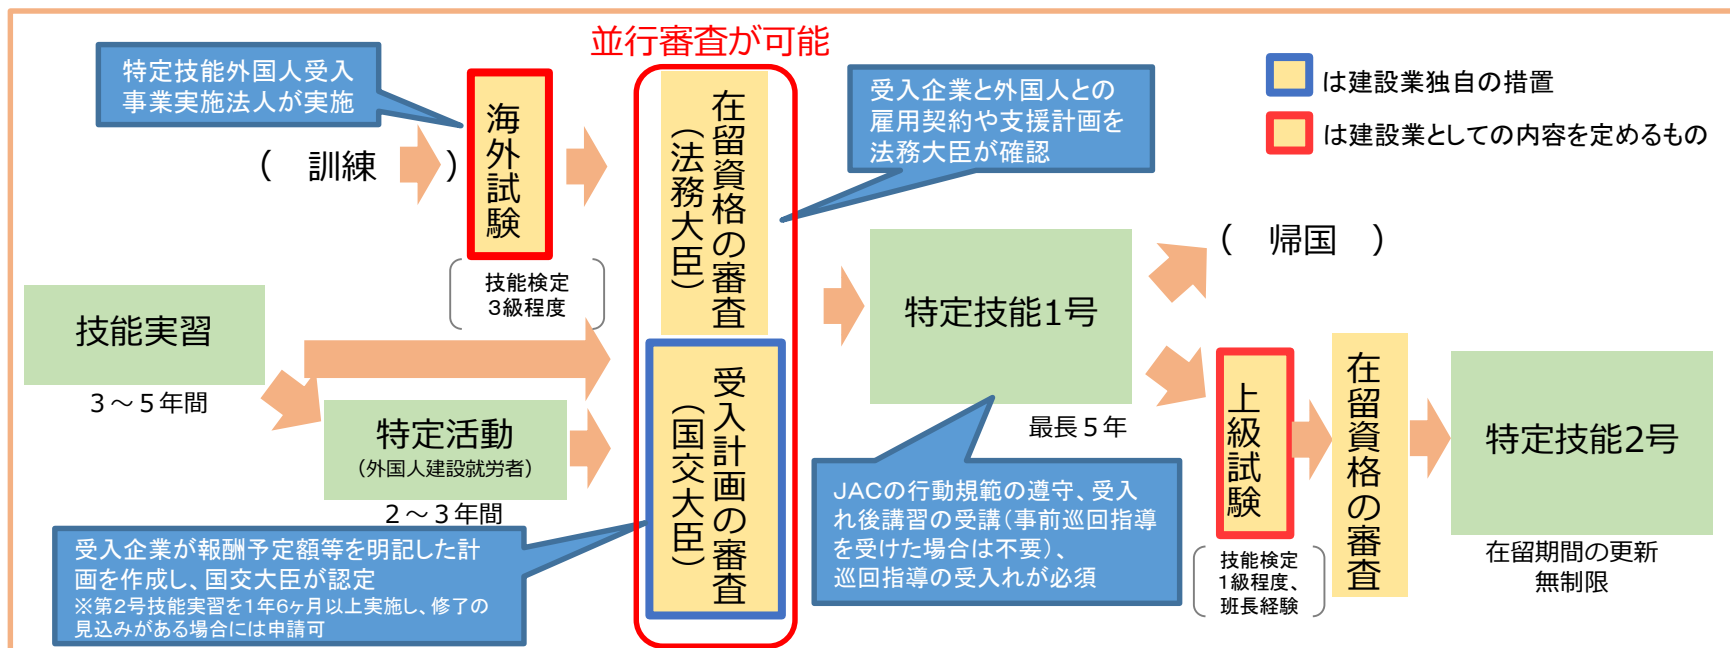 並行審査が可能
特定技能外国人受入
事業実施法人が実施
(　訓練　)
海外試験
技能検定
3級程度
在留資格の審査
（法務大臣）
受入企業と外国人との
雇用契約や支援計画を
法務大臣が確認
は建設業独自の措置
は建設業としての内容を定めるもの
技能実習
3～5年間
特定活動
（外国人建設就労者）
2～3年間
受入計画の審査
（国交大臣）
受入企業が報酬予定額等を明記した計
画を作成し、国交大臣が認定
※第2号技能実習を1年6ヶ月以上実施し、修了の
見込みがある場合には申請可
特定技能1号
最長5年
JACの行動規範の遵守、受入
れ後講習の受講(事前巡回指導
を受けた場合は不要)、
巡回指導の受入れが必須
(　帰国　)
上級試験
技能検定
1級程度、
班長経験
在留資格の審査
特定技能2号
在留期間の更新
無制限